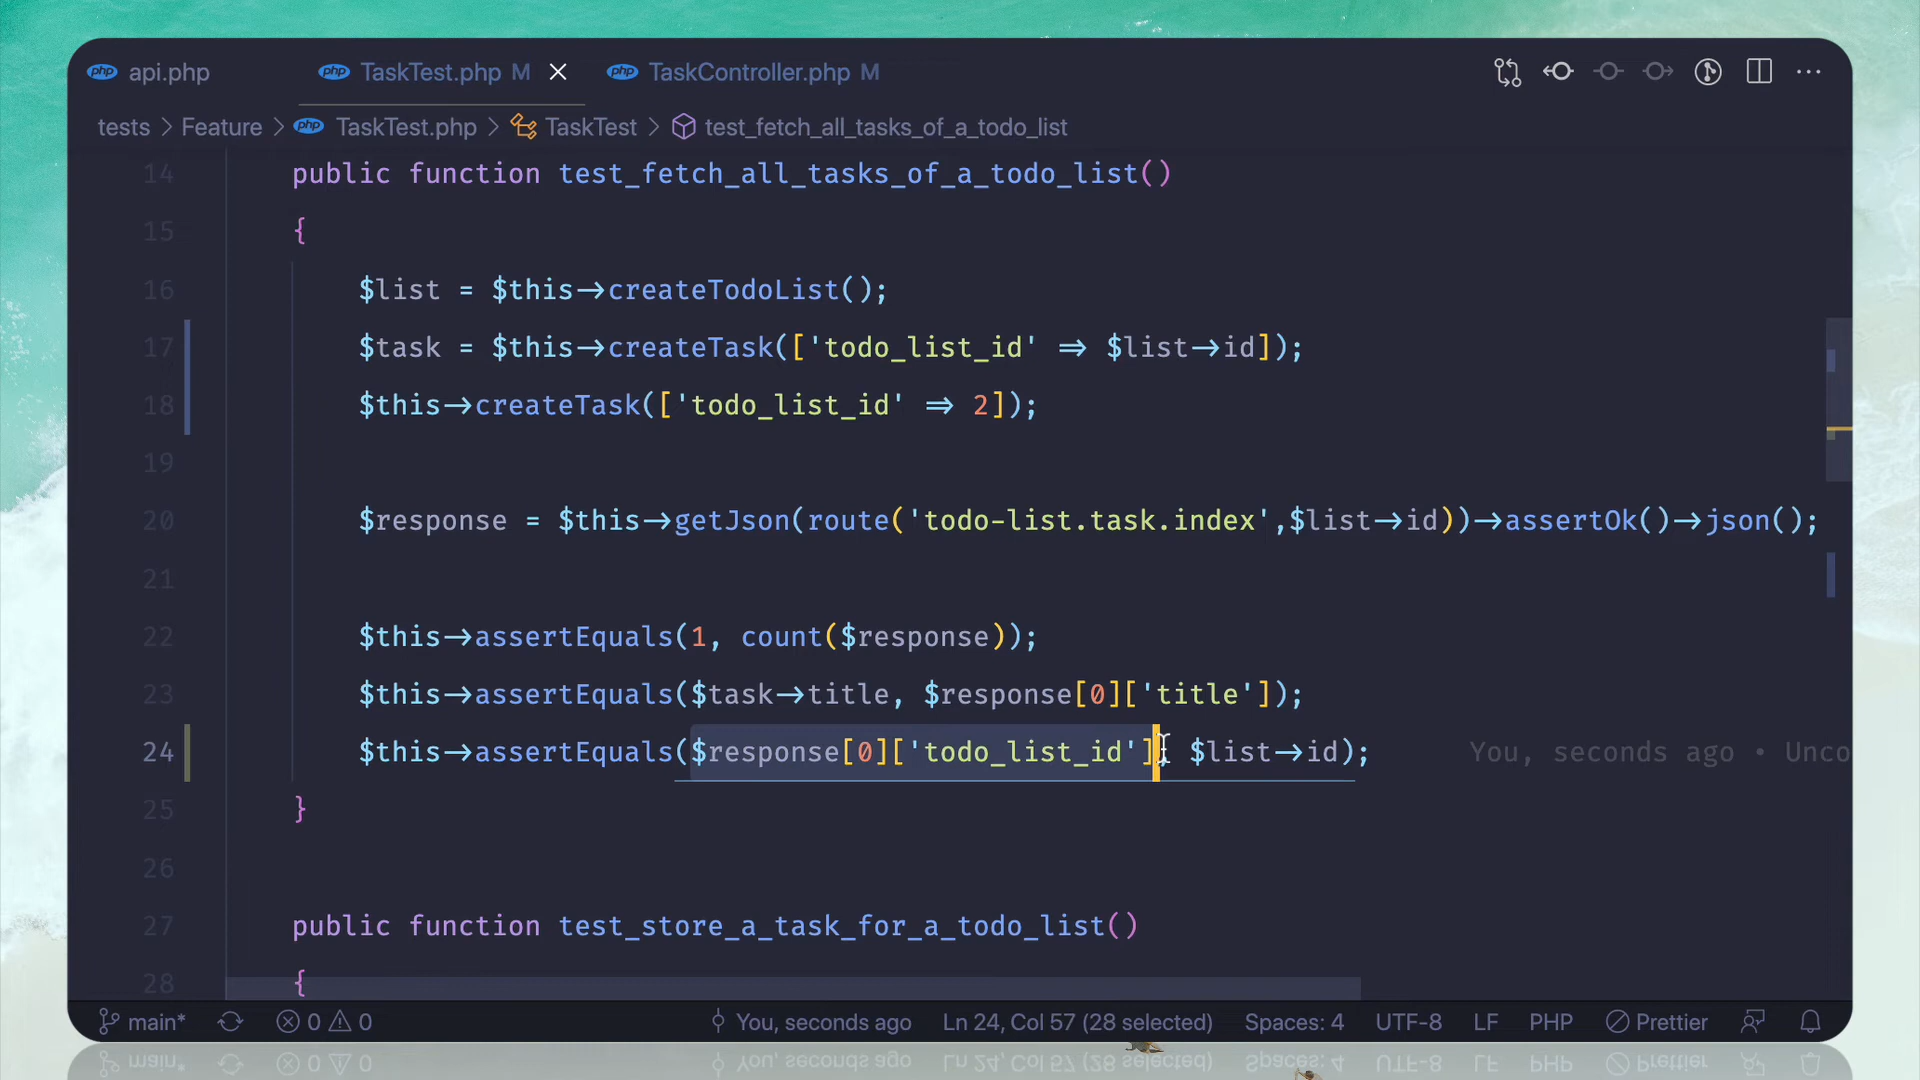 php api.php php TaskTest.php M php TaskController.php M
tests > Feature > php TaskTest.php > TaskTest > test_fetch_all_tasks_of_a_todo_list
14 public function test_fetch_all_tasks_of_a_todo_list()
15 {
16 $list = $this->createTodoList();
17 $task = $this->createTask(['todo_list_id' => $list->id]);
18 $this->createTask(['todo_list_id' => 2]);
19
20 $response = $this->getJson(route('todo-list.task.index',$list->id))->assertOk()->json();
21
22 $this->assertEquals(1, count($response));
23 $this->assertEquals($task->title, $response[0]['title']);
24 $this->assertEquals($response[0]['todo_list_id'], $list->id); You, seconds ago • Unco
25 }
26
27 public function test_store_a_task_for_a_todo_list()
28 {
main* 0 0 You, seconds ago Ln 24, Col 57 (28 selected) Spaces: 4 UTF-8 LF PHP Prettier